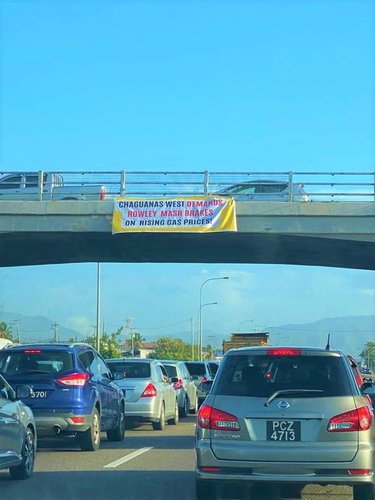 CHAGUANAS WEST DEMANDS
ROWLEY MASH BRAKES
ON RISING GAS PRICES!
PCZ
4713